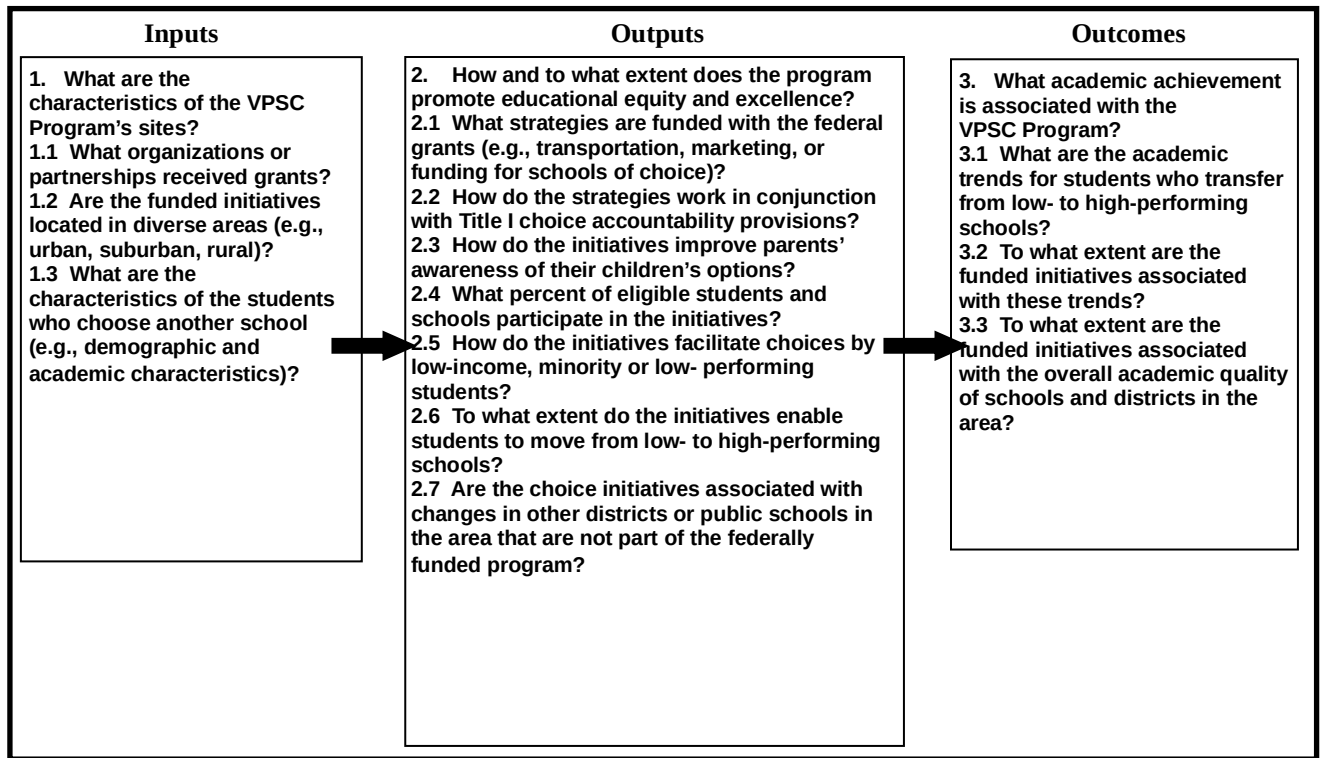 Inputs
1. What are the
characteristics of the VPSC
Program's sites?
1.1 What organizations or
partnerships received grants?
1.2 Are the funded initiatives
located in diverse areas (e.g.,
urban, suburban, rural)?
1.3 What are the
characteristics of the students
who choose another school
(e.g., demographic and
academic characteristics)?
Outputs
2. How and to what extent does the program
promote educational equity and excellence?
2.1 What strategies are funded with the federal
grants (e.g., transportation, marketing, or
funding for schools of choice)?
2.2 How do the strategies work in conjunction
with Title I choice accountability provisions?
2.3 How do the initiatives improve parents'
awareness of their children's options?
2.4 What percent of eligible students and
schools participate in the initiatives?
2.5 How do the initiatives facilitate choices by
low-income, minority or low- performing
students?
2.6 To what extent do the initiatives enable
students to move from low- to high-performing
schools?
2.7 Are the choice initiatives associated with
changes in other districts or public schools in
the area that are not part of the federally
funded program?
Outcomes
3. What academic achievement
is associated with the
VPSC Program?
3.1 What are the academic
trends for students who transfer
from low- to high-performing
schools?
3.2 To what extent are the
funded initiatives associated
with these trends?
3.3 To what extent are the
funded initiatives associated
with the overall academic quality
of schools and districts in the
area?